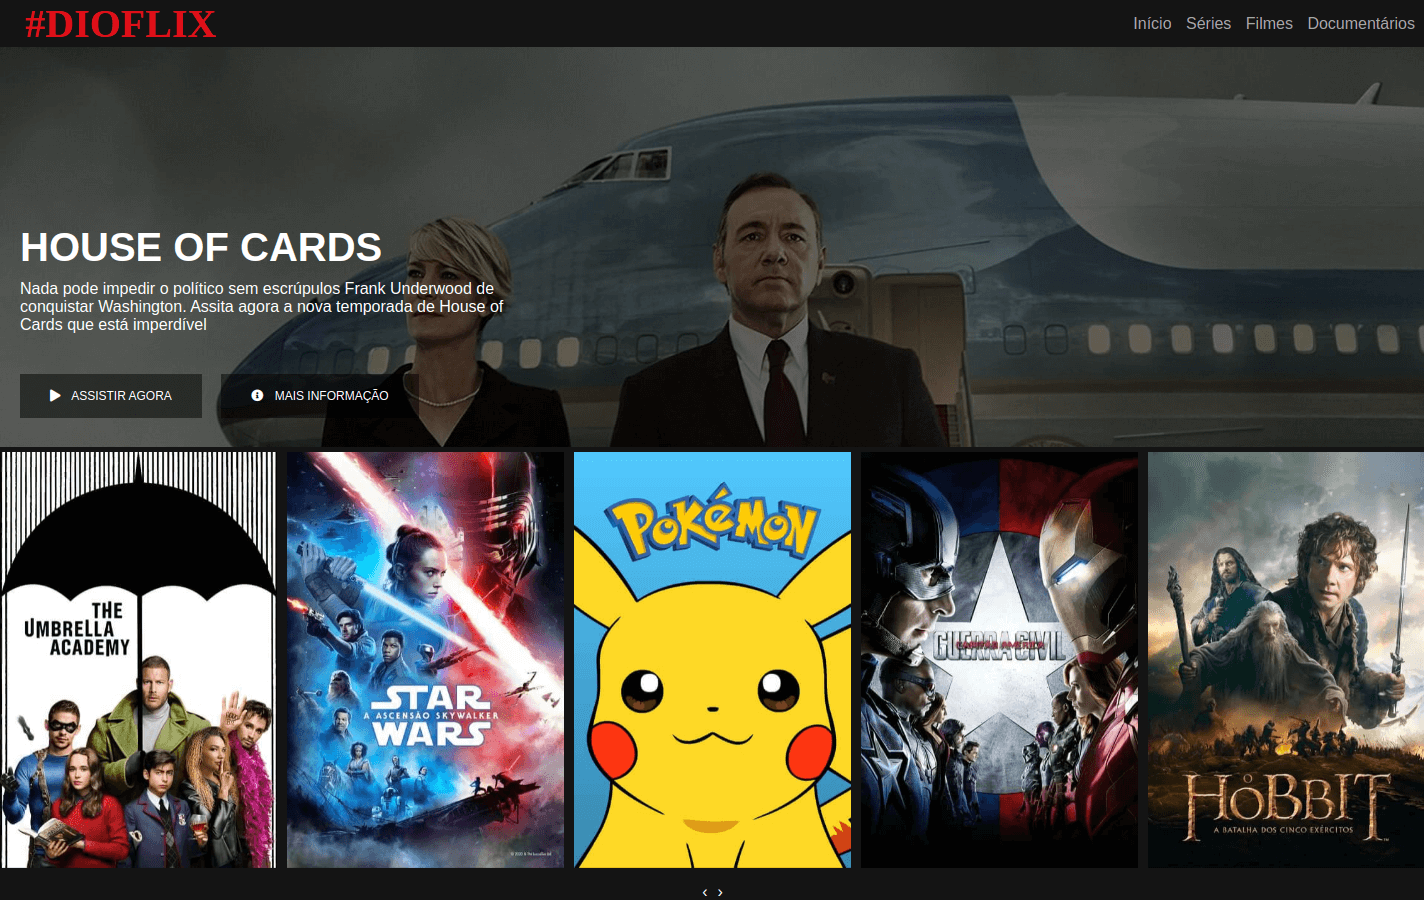 #DIOFLIX
Início Séries Filmes Documentários
HOUSE OF CARDS
Nada pode impedir o político sem escrúpulos Frank Underwood de
conquistar Washington. Assita agora a nova temporada de House of
Cards que está imperdível
ASSISTIR AGORA
MAIS INFORMAÇÃO
THE
UMBRELLA
ACADEMY
STAR
A ASCENSÃO SKYWALKER
WARS
POKéMON
GUERRA CIVIL
CAPITÃO AMÉRICA
O
HOBBIT
A BATALHA DOS CINCO EXÉRCITOS
‹ ›